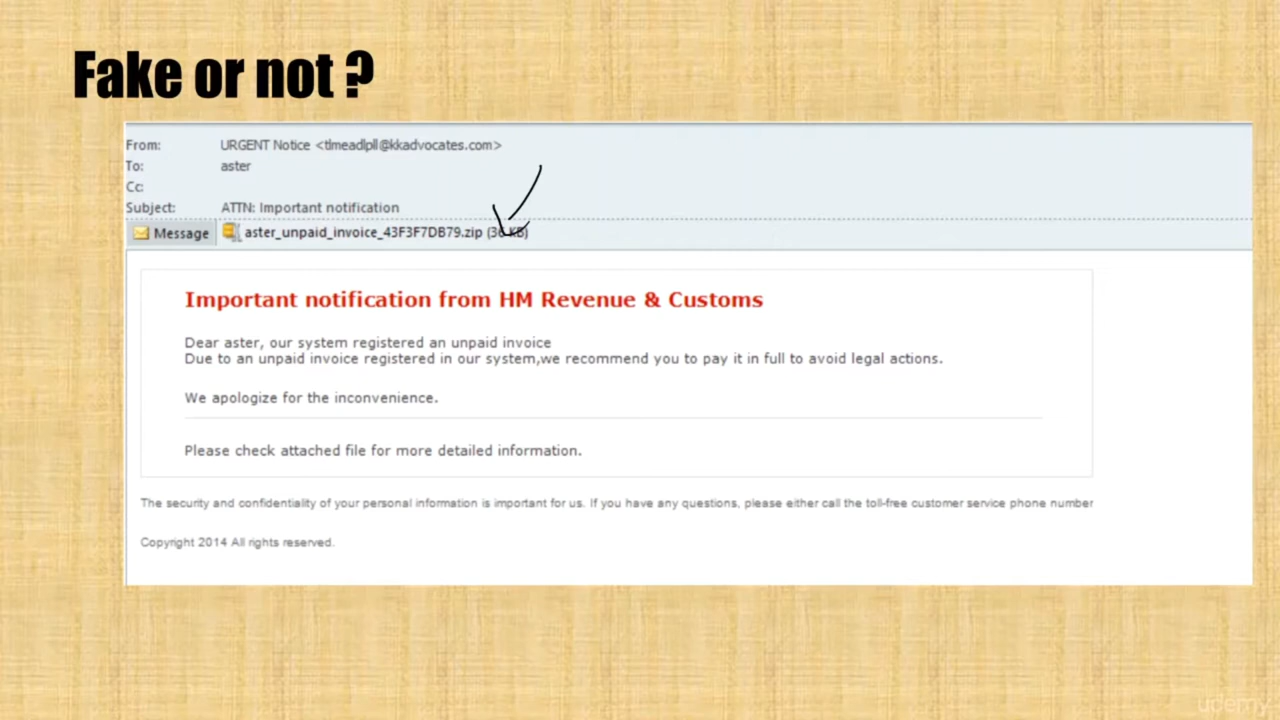 Fake or not ?
From: URGENT Notice <tlmeadlpll@kkadvocates.com>
To: aster
Cc:
Subject: ATTN: Important notification
Message aster_unpaid_invoice_43F3F7DB79.zip (36 KB)
Important notification from HM Revenue & Customs
Dear aster, our system registered an unpaid invoice
Due to an unpaid invoice registered in our system,we recommend you to pay it in full to avoid legal actions.
We apologize for the inconvenience.
Please check attached file for more detailed information.
The security and confidentiality of your personal information is important for us. If you have any questions, please either call the toll-free customer service phone number
Copyright 2014 All rights reserved.
udemy